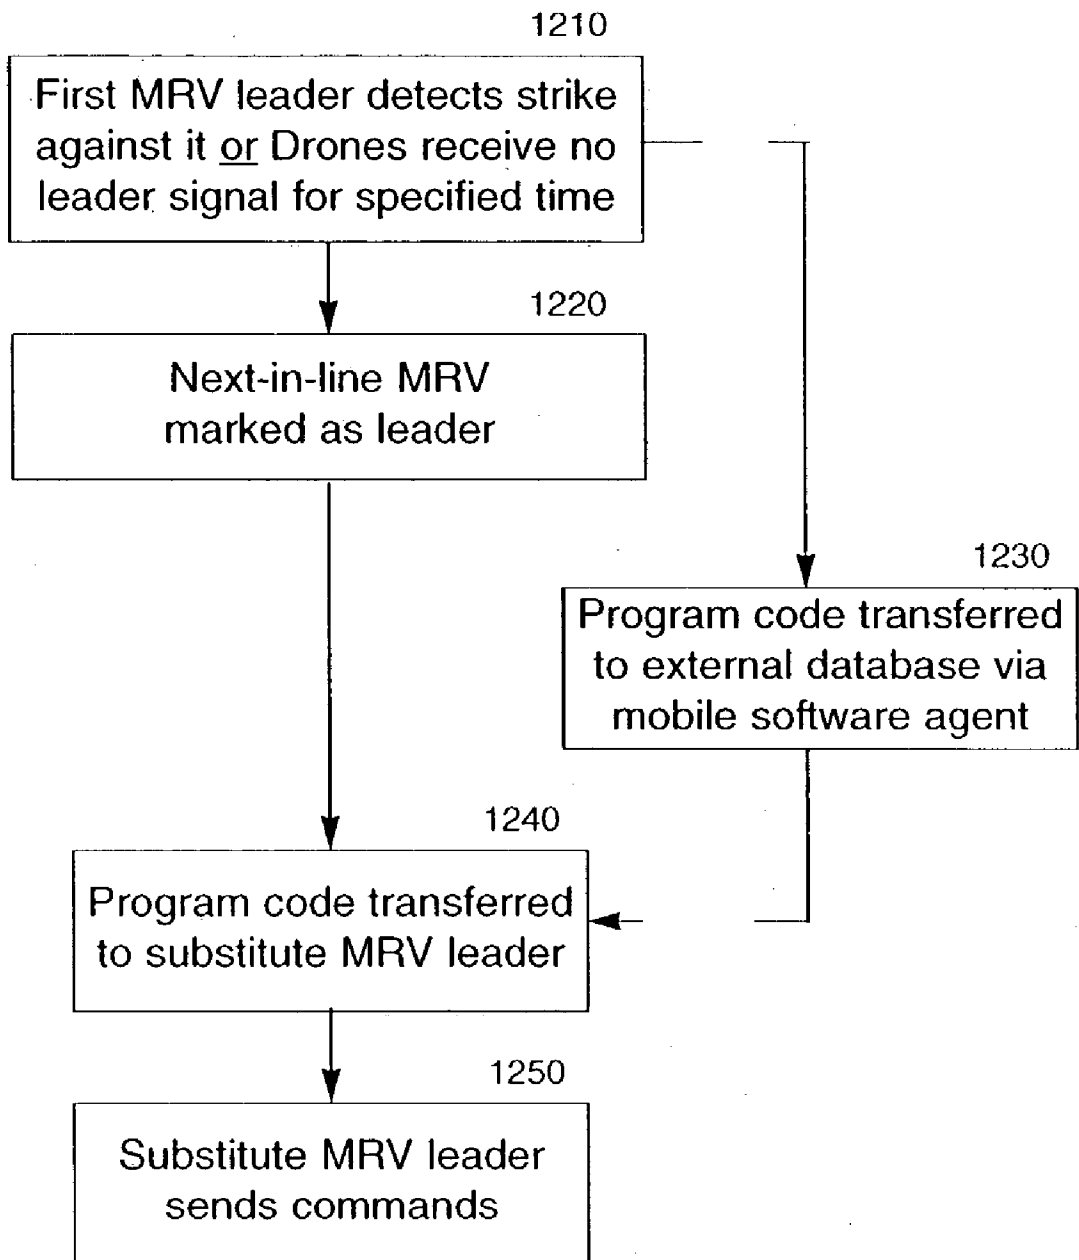 1210
First MRV leader detects strike
against it or Drones receive no
leader signal for specified time
1220
Next-in-line MRV
marked as leader
1230
Program code transferred
to external database via
mobile software agent
1240
Program code transferred
to substitute MRV leader
1250
Substitute MRV leader
sends commands